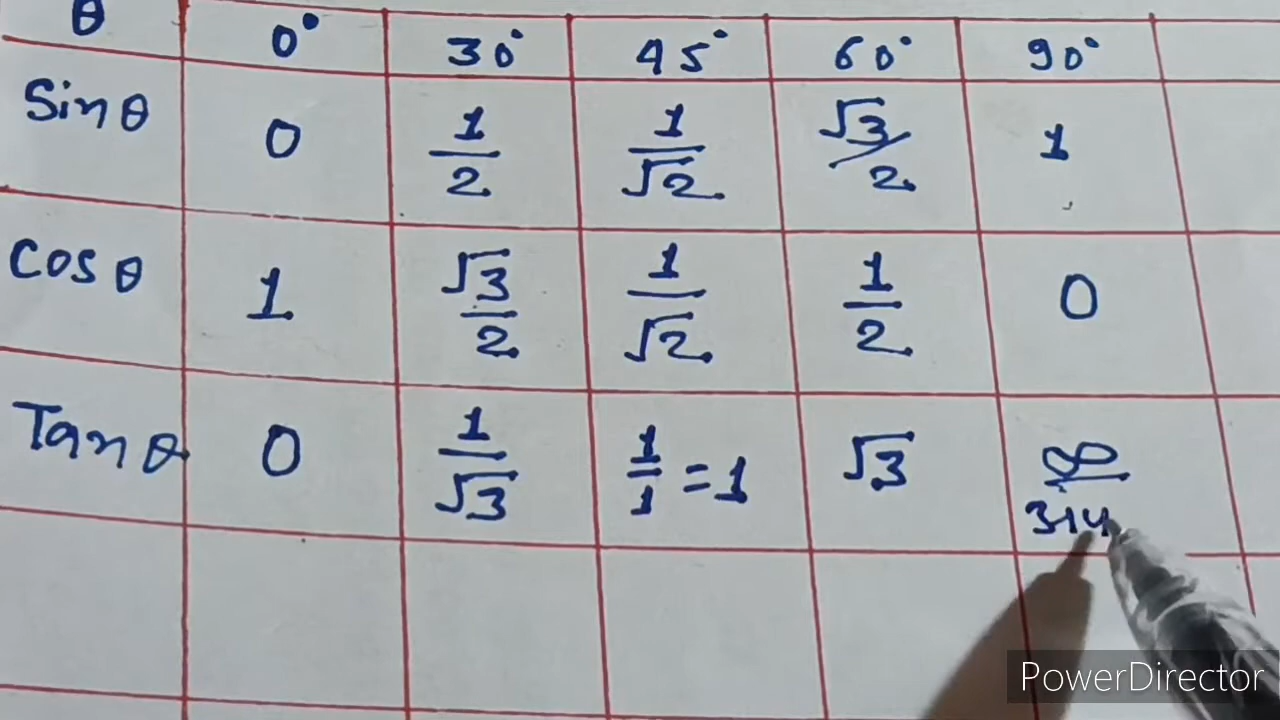 θ 0° 30° 45° 60° 90°
Sinθ 0 1/2 1/√2 √3/2 1
Cosθ 1 √3/2 1/√2 1/2 0
Tanθ 0 1/√3 1/1 = 1 √3 ∞
PowerDirector